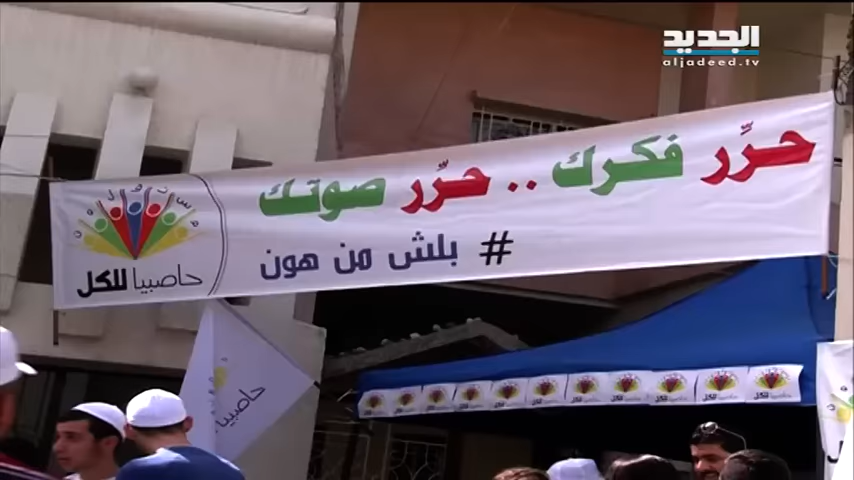 الجديد
aljadeed.tv
حرِّر فكرك .. حرِّر صوتك
# بلش من هون
حاصبيا للكل
حاصبيا